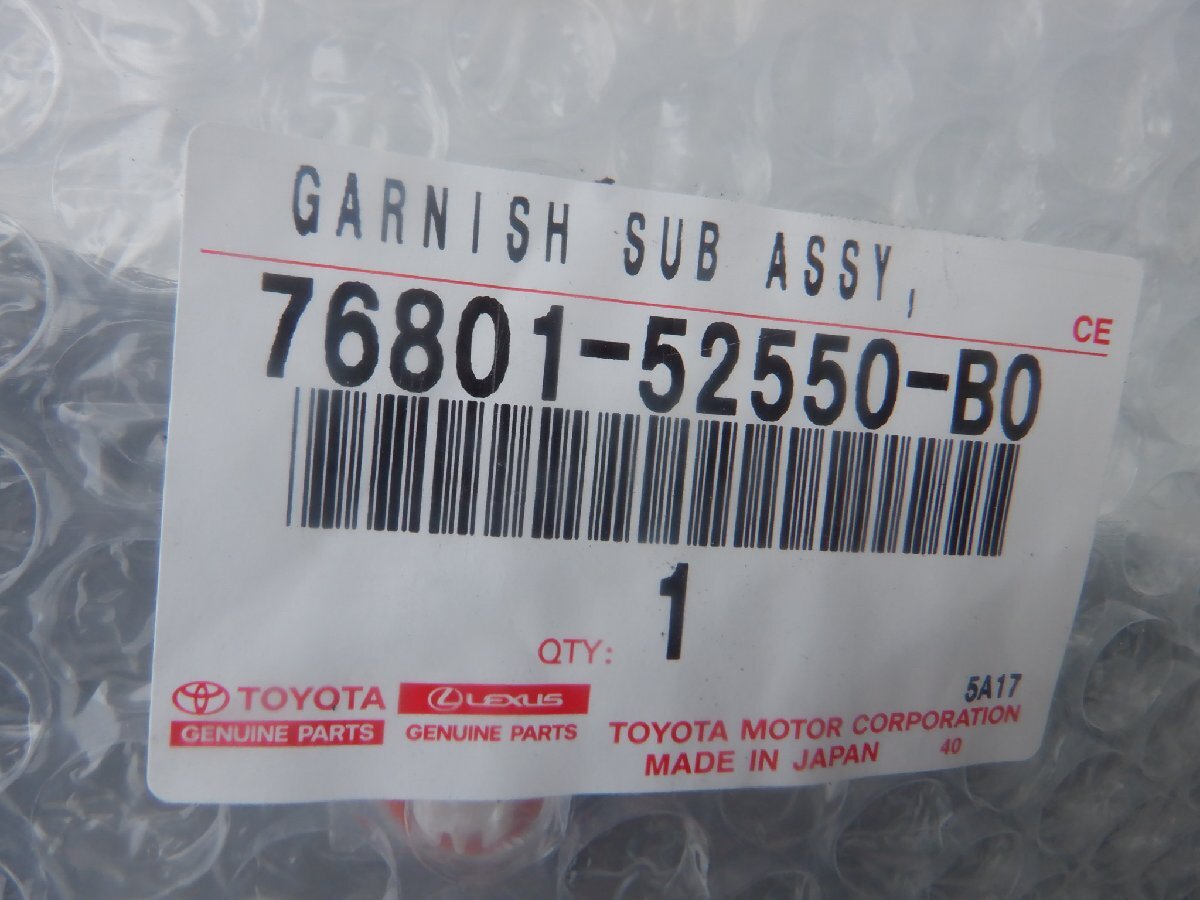 GARNISH SUB ASSY,
CE
76801-52550-B0
1
QTY:
5A17
TOYOTA LEXUS
GENUINE PARTS GENUINE PARTS
TOYOTA MOTOR CORPORATION
MADE IN JAPAN 40